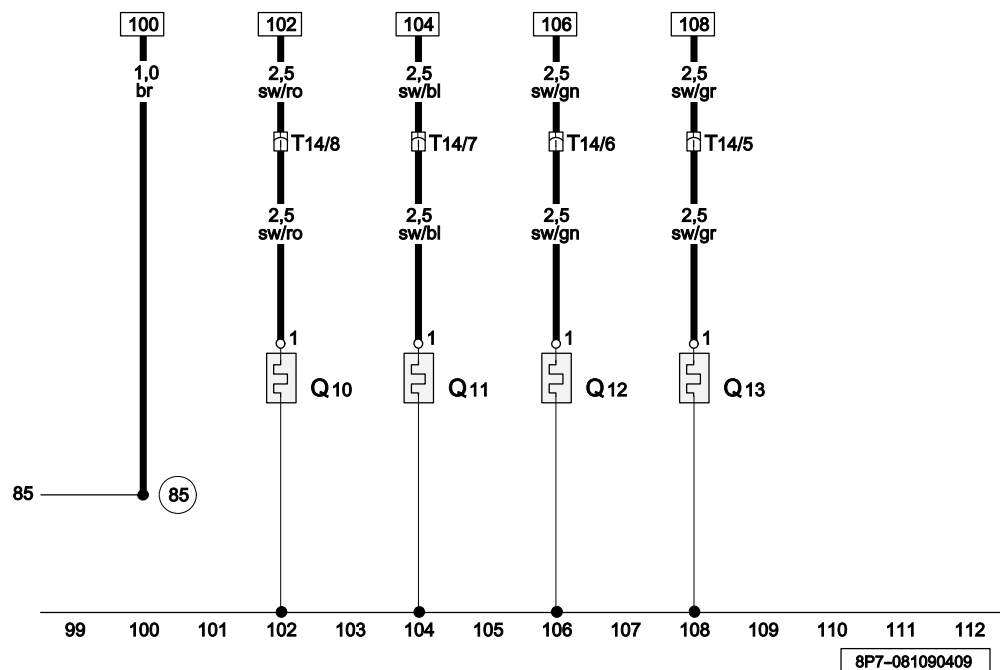 100 102 104 106 108
1,0 2,5 2,5 2,5 2,5
br sw/ro sw/bl sw/gn sw/gr
T14/8 T14/7 T14/6 T14/5
2,5 2,5 2,5 2,5
sw/ro sw/bl sw/gn sw/gr
1 1 1 1
Q10 Q11 Q12 Q13
85 85
99 100 101 102 103 104 105 106 107 108 109 110 111 112
8P7-081090409